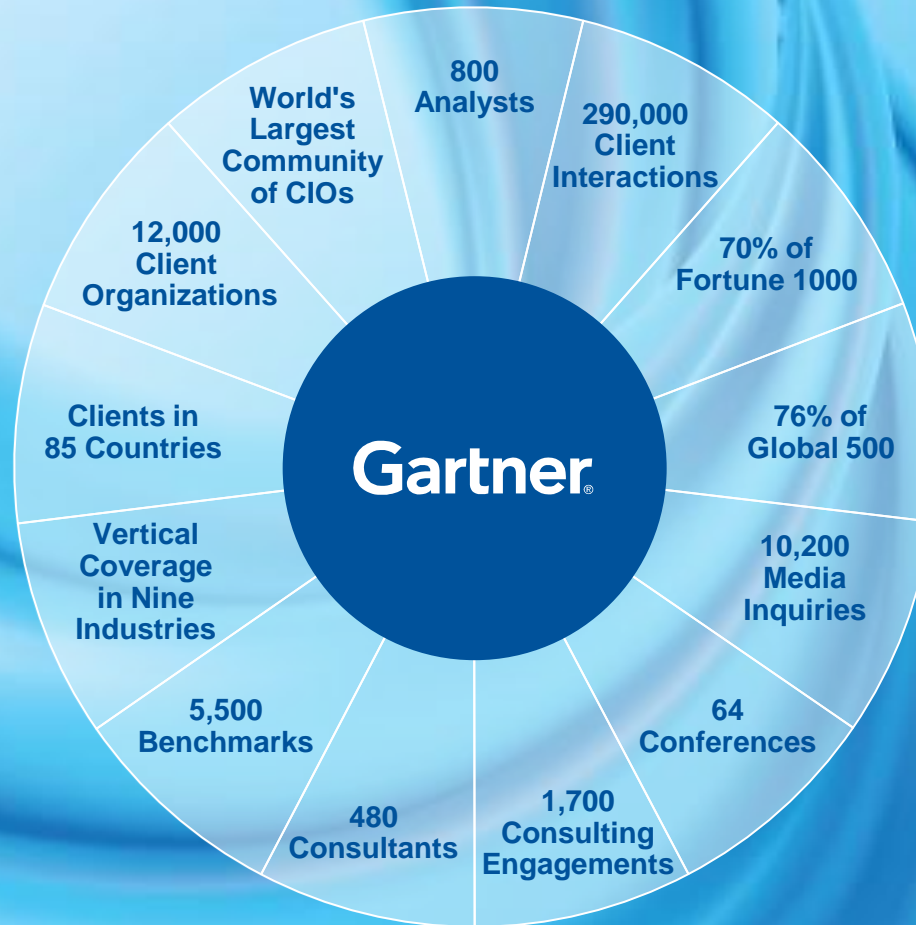 800
Analysts
290,000
Client
Interactions
70% of
Fortune 1000
76% of
Global 500
10,200
Media
Inquiries
64
Conferences
1,700
Consulting
Engagements
480
Consultants
5,500
Benchmarks
Vertical
Coverage
in Nine
Industries
Clients in
85 Countries
12,000
Client
Organizations
World's
Largest
Community
of CIOs
Gartner®